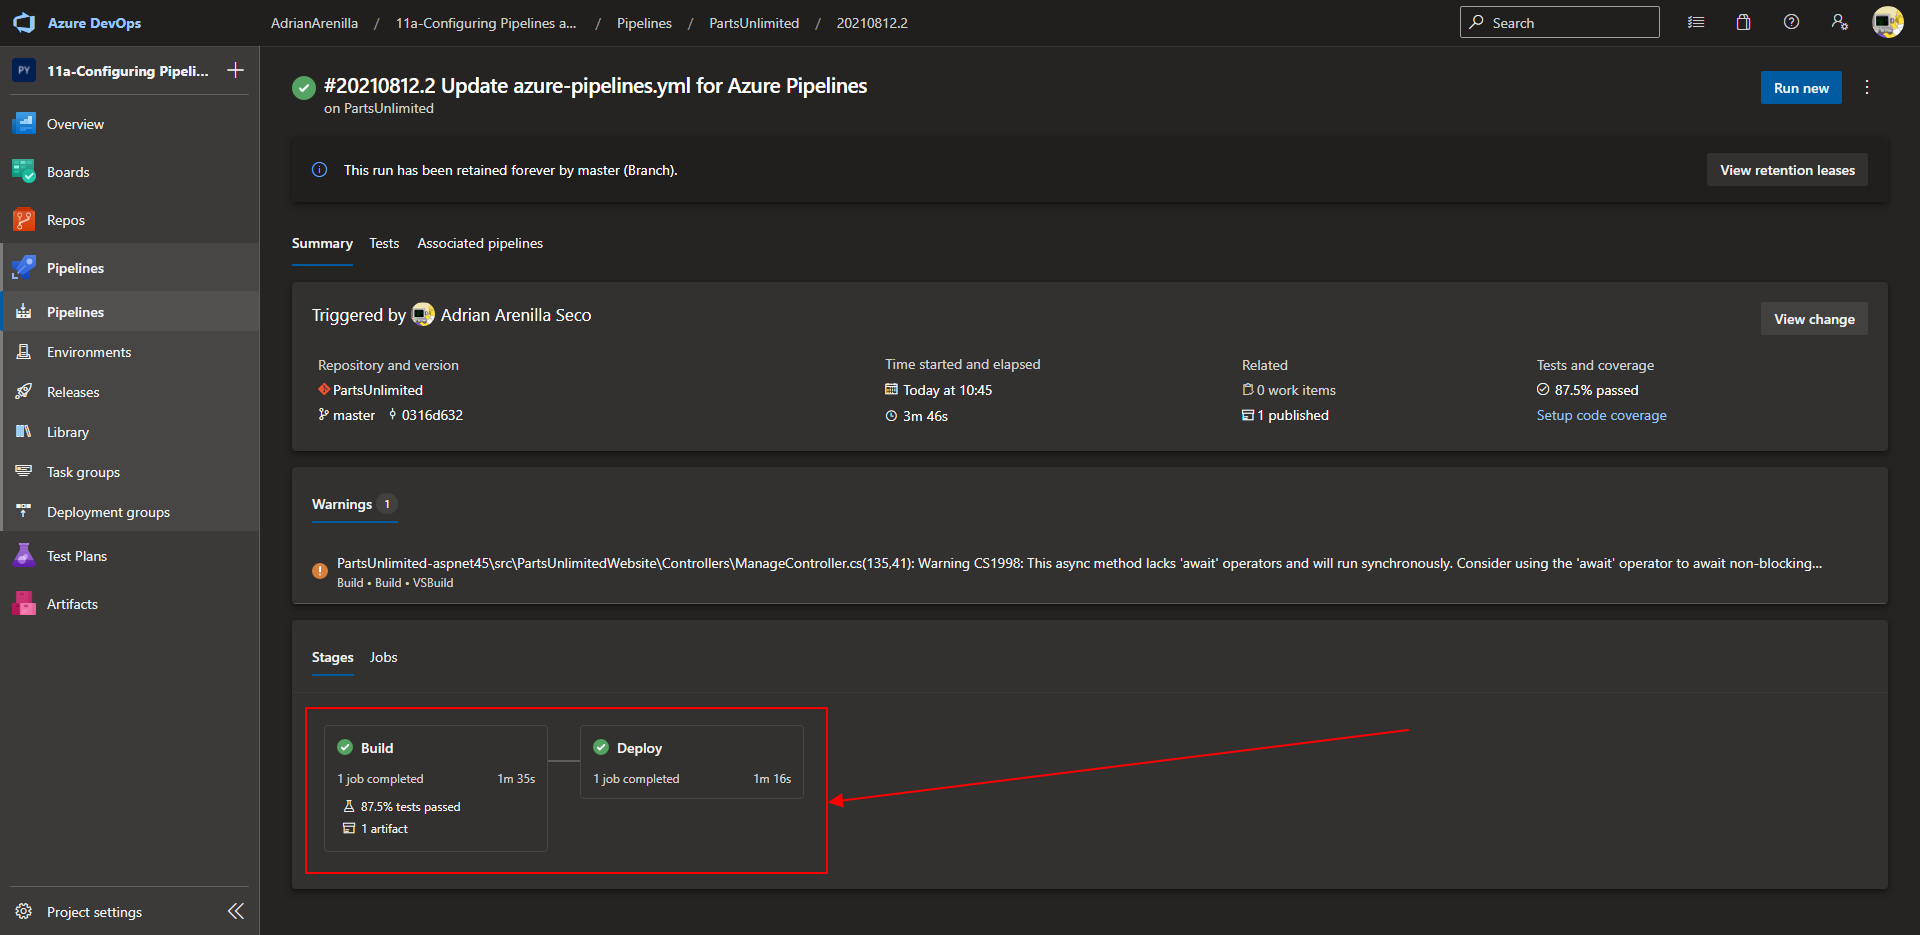 Azure DevOps
AdrianArenilla / 11a-Configuring Pipelines a... / Pipelines / PartsUnlimited / 20210812.2
Search
PY
11a-Configuring Pipeli...
Overview
Boards
Repos
Pipelines
Pipelines
Environments
Releases
Library
Task groups
Deployment groups
Test Plans
Artifacts
Project settings
#20210812.2 Update azure-pipelines.yml for Azure Pipelines
on PartsUnlimited
Run new
This run has been retained forever by master (Branch).
View retention leases
Summary Tests Associated pipelines
Triggered by Adrian Arenilla Seco
View change
Repository and version
PartsUnlimited
master 0316d632
Time started and elapsed
Today at 10:45
3m 46s
Related
0 work items
1 published
Tests and coverage
87.5% passed
Setup code coverage
Warnings 1
PartsUnlimited-aspnet45\src\PartsUnlimitedWebsite\Controllers\ManageController.cs(135,41): Warning CS1998: This async method lacks 'await' operators and will run synchronously. Consider using the 'await' operator to await non-blocking...
Build • Build • VSBuild
Stages Jobs
Build
1 job completed 1m 35s
87.5% tests passed
1 artifact
Deploy
1 job completed 1m 16s